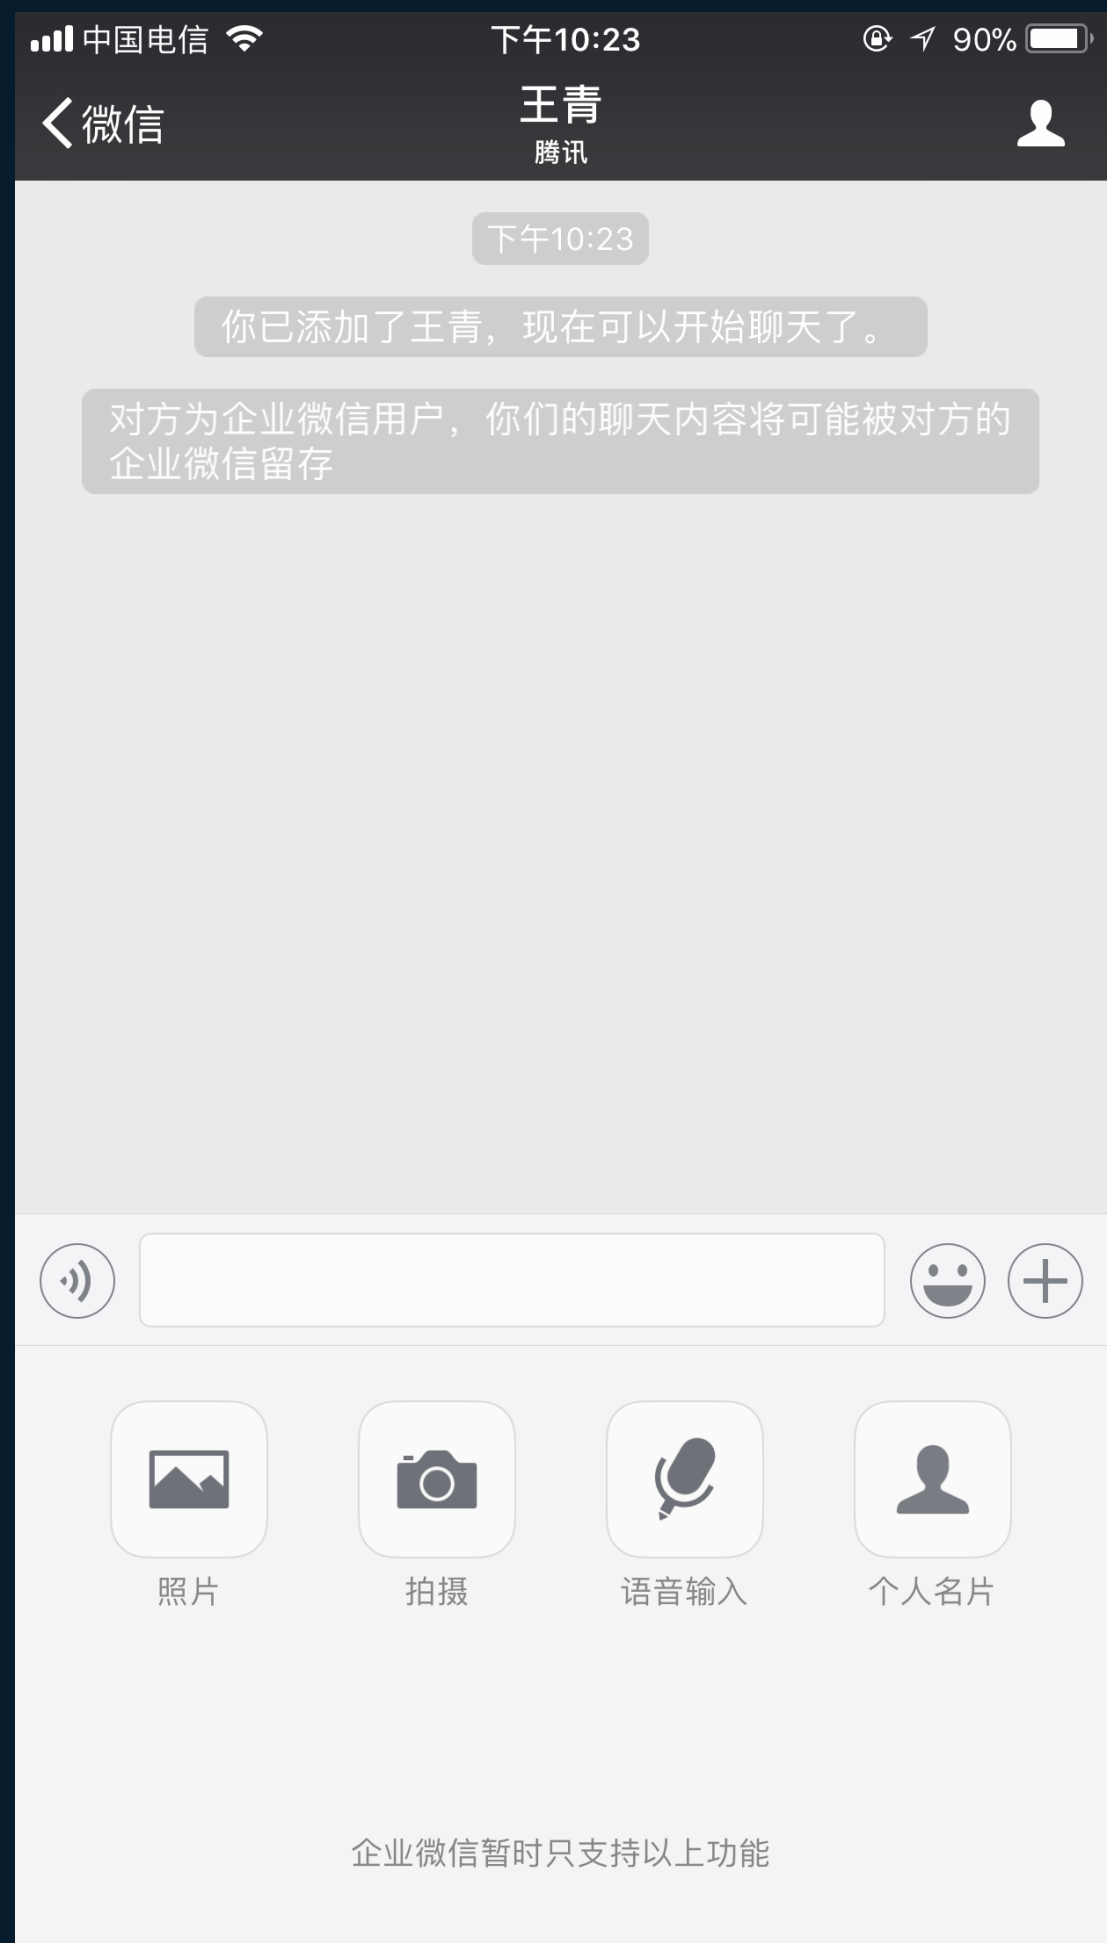 中国电信 下午10:23 90%
微信 王青
腾讯
下午10:23
你已添加了王青，现在可以开始聊天了。
对方为企业微信用户，你们的聊天内容将可能被对方的
企业微信留存
照片 拍摄 语音输入 个人名片
企业微信暂时只支持以上功能